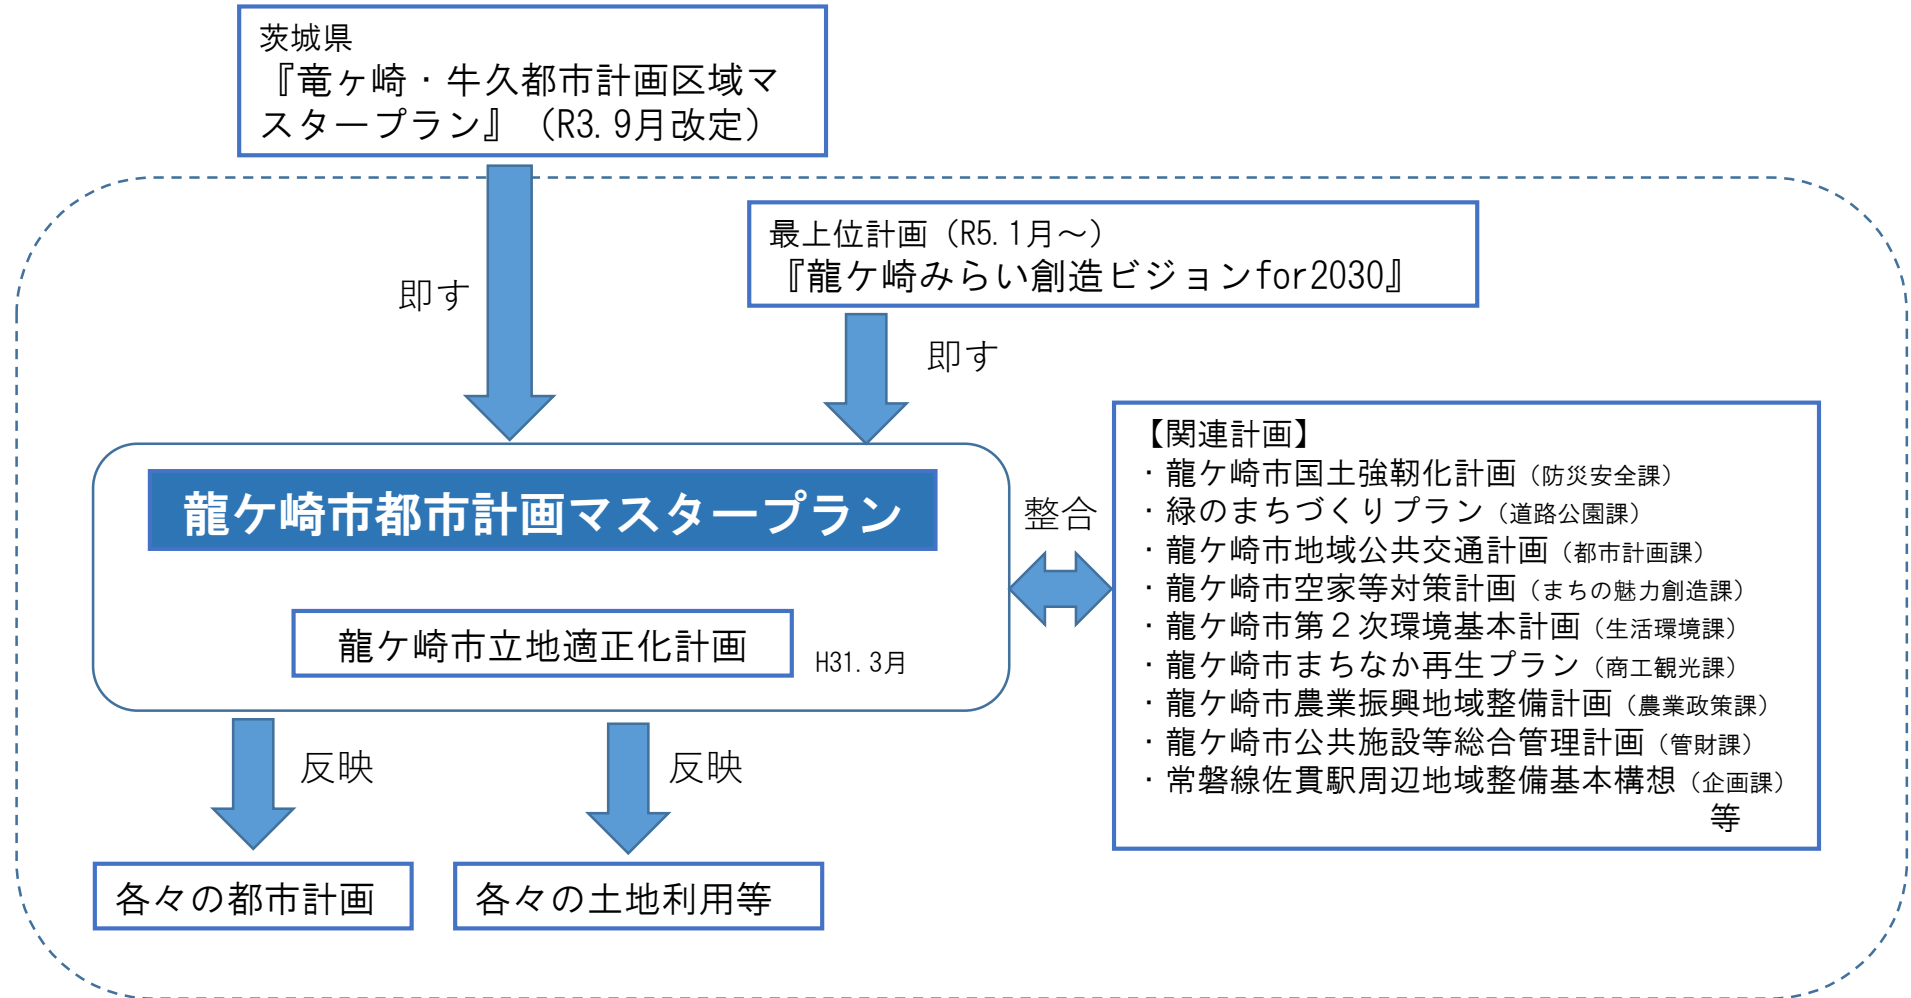 茨城県
『竜ヶ崎・牛久都市計画区域マ
スタープラン』（R3.9月改定）
最上位計画（R5.1月～）
『龍ケ崎みらい創造ビジョンfor2030』
即す
即す
龍ケ崎市都市計画マスタープラン
龍ケ崎市立地適正化計画
H31.3月
整合
【関連計画】
・龍ケ崎市国土強靭化計画（防災安全課）
・緑のまちづくりプラン（道路公園課）
・龍ケ崎市地域公共交通計画（都市計画課）
・龍ケ崎市空家等対策計画（まちの魅力創造課）
・龍ケ崎市第２次環境基本計画（生活環境課）
・龍ケ崎市まちなか再生プラン（商工観光課）
・龍ケ崎市農業振興地域整備計画（農業政策課）
・龍ケ崎市公共施設等総合管理計画（管財課）
・常磐線佐貫駅周辺地域整備基本構想（企画課）
等
反映
反映
各々の都市計画
各々の土地利用等